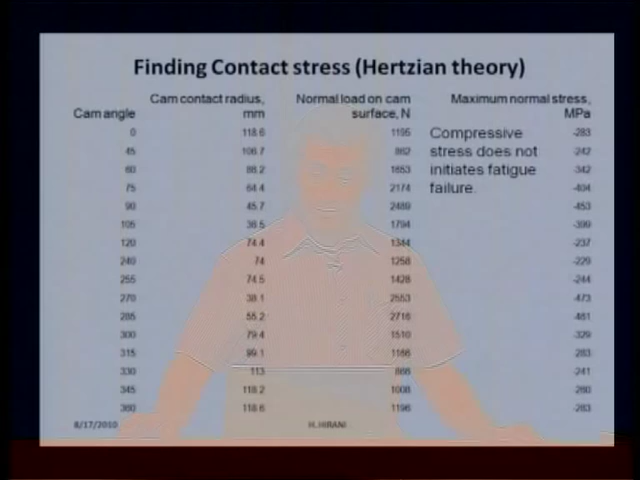 Finding Contact stress (Hertzian theory)
Cam angle Cam contact radius, mm Normal load on cam surface, N Maximum normal stress, MPa
0 118.6 1195 -283
45 106.7 882 -242
60 88.2 1653 -342
75 64.4 2174 -404
90 45.7 2489 -453
105 38.5 1794 -399
120 74.4 1344 -237
240 74 1258 -229
255 74.5 1428 -244
270 38.1 2553 -473
285 55.2 2716 -461
300 79.4 1510 -329
315 99.1 1166 283
330 113 866 -241
345 118.2 1008 260
360 118.6 1196 -283
Compressive
stress does not
initiates fatigue
failure.
8/17/2010 H.HIRANI